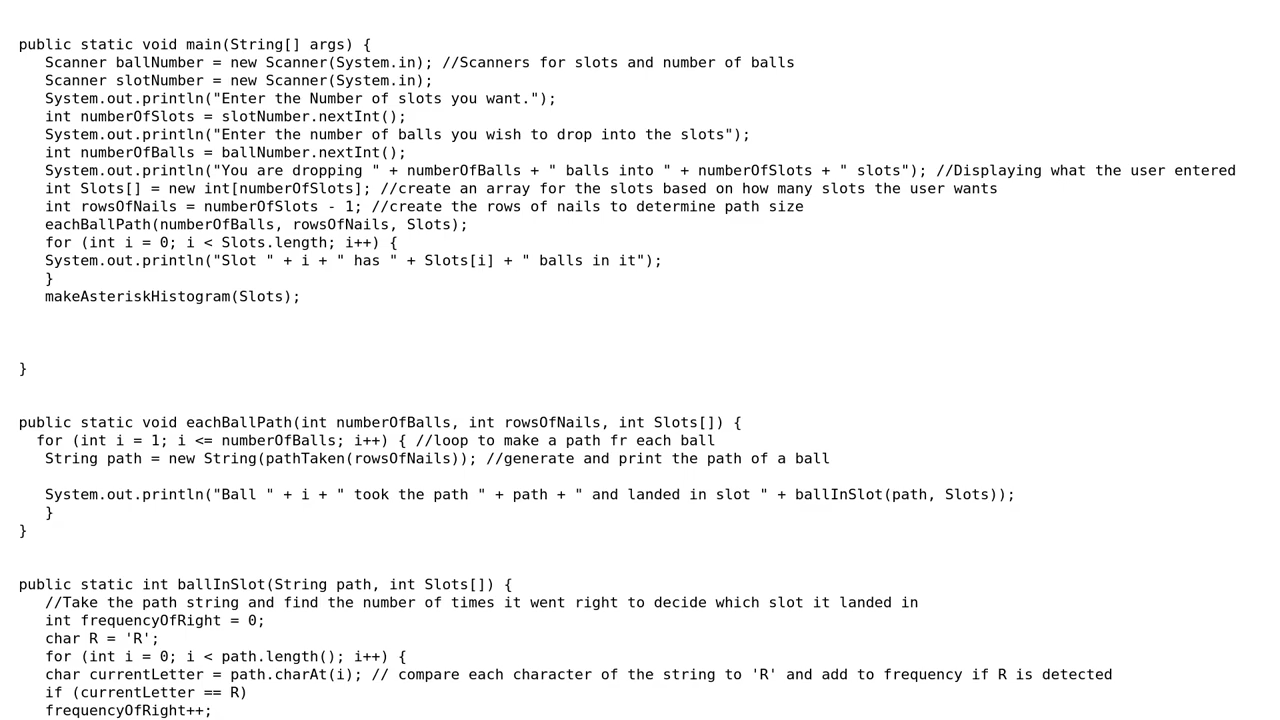 public static void main(String[] args) {
   Scanner ballNumber = new Scanner(System.in); //Scanners for slots and number of balls
   Scanner slotNumber = new Scanner(System.in);
   System.out.println("Enter the Number of slots you want.");
   int numberOfSlots = slotNumber.nextInt();
   System.out.println("Enter the number of balls you wish to drop into the slots");
   int numberOfBalls = ballNumber.nextInt();
   System.out.println("You are dropping " + numberOfBalls + " balls into " + numberOfSlots + " slots"); //Displaying what the user entered
   int Slots[] = new int[numberOfSlots]; //create an array for the slots based on how many slots the user wants
   int rowsOfNails = numberOfSlots - 1; //create the rows of nails to determine path size
   eachBallPath(numberOfBalls, rowsOfNails, Slots);
   for (int i = 0; i < Slots.length; i++) {
   System.out.println("Slot " + i + " has " + Slots[i] + " balls in it");
   }
   makeAsteriskHistogram(Slots);
}
public static void eachBallPath(int numberOfBalls, int rowsOfNails, int Slots[]) {
  for (int i = 1; i <= numberOfBalls; i++) { //loop to make a path fr each ball
   String path = new String(pathTaken(rowsOfNails)); //generate and print the path of a ball
   System.out.println("Ball " + i + " took the path " + path + " and landed in slot " + ballInSlot(path, Slots));
   }
}
public static int ballInSlot(String path, int Slots[]) {
   //Take the path string and find the number of times it went right to decide which slot it landed in
   int frequencyOfRight = 0;
   char R = 'R';
   for (int i = 0; i < path.length(); i++) {
   char currentLetter = path.charAt(i); // compare each character of the string to 'R' and add to frequency if R is detected
   if (currentLetter == R)
   frequencyOfRight++;